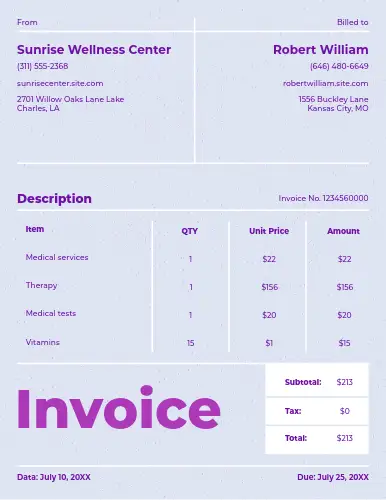 From
Billed to
Sunrise Wellness Center
Robert William
(311) 555-2368
(646) 480-6649
sunrisecenter.site.com
robertwilliam.site.com
2701 Willow Oaks Lane Lake
Charles, LA
1556 Buckley Lane
Kansas City, MO
Description
Invoice No. 1234560000
Item QTY Unit Price Amount
Medical services 1 $22 $22
Therapy 1 $156 $156
Medical tests 1 $20 $20
Vitamins 15 $1 $15
Invoice
Subtotal: $213
Tax: $0
Total: $213
Data: July 10, 20XX
Due: July 25, 20XX